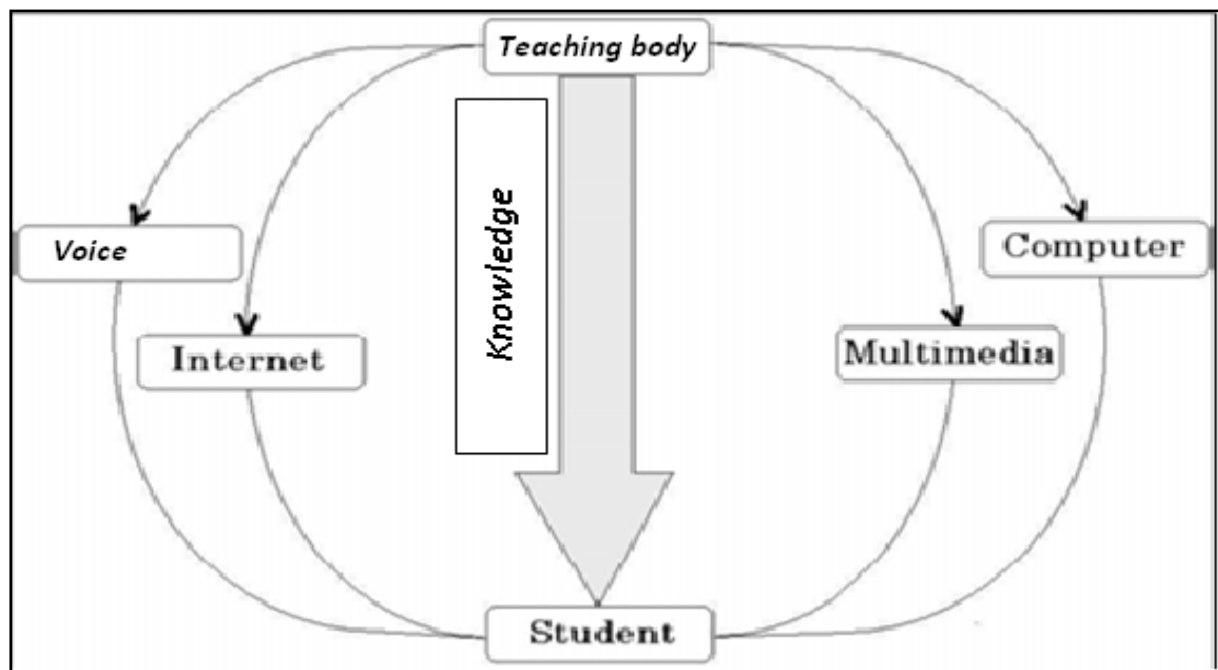 Teaching body
Voice
Knowledge
Computer
Internet
Multimedia
Student